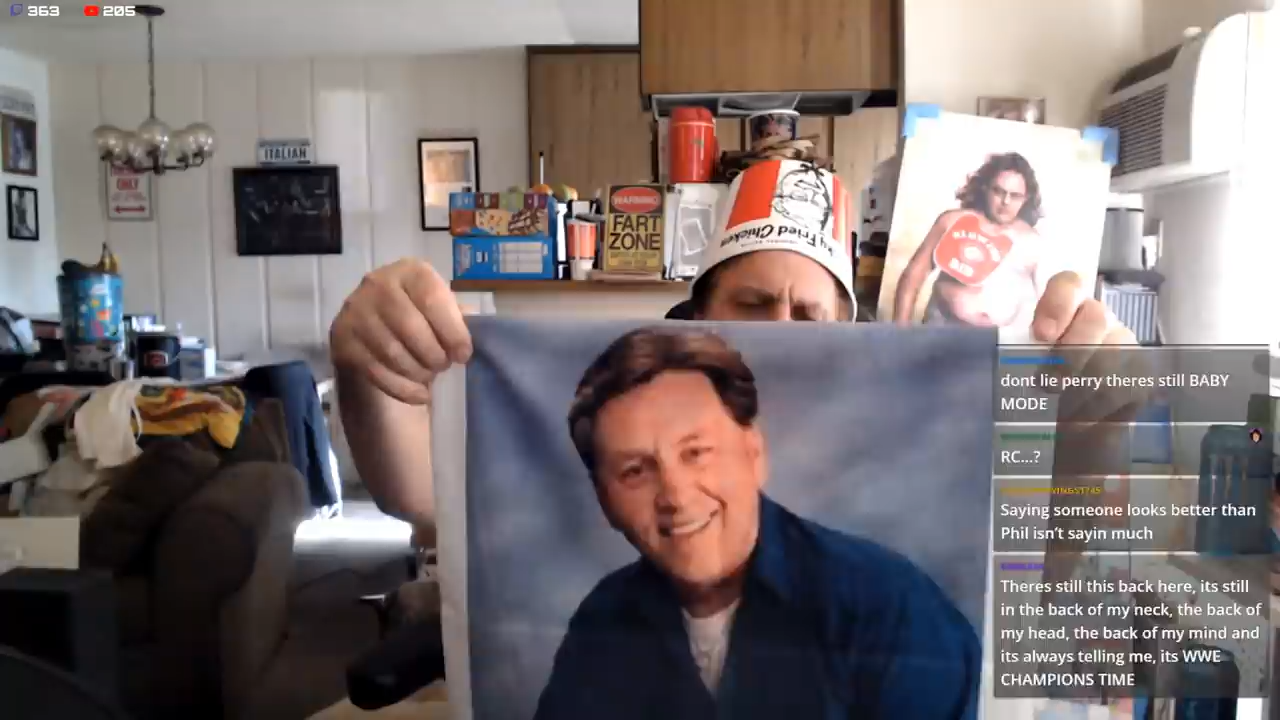 363 205
ITALIAN
ONLY
WARNING
FART
ZONE
ky Fried Chicken
dont lie perry theres still BABY
MODE
RC...?
Saying someone looks better than
Phil isn't sayin much
Theres still this back here, its still
in the back of my neck, the back of
my head, the back of my mind and
its always telling me, its WWE
CHAMPIONS TIME